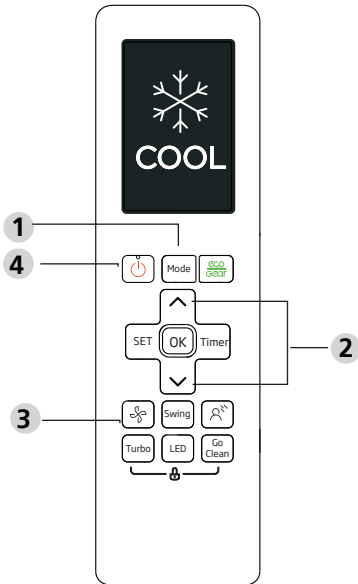 COOL
1
4
Mode
eco
Gear
SET
OK
Timer
2
3
Swing
Turbo
LED
Go
Clean